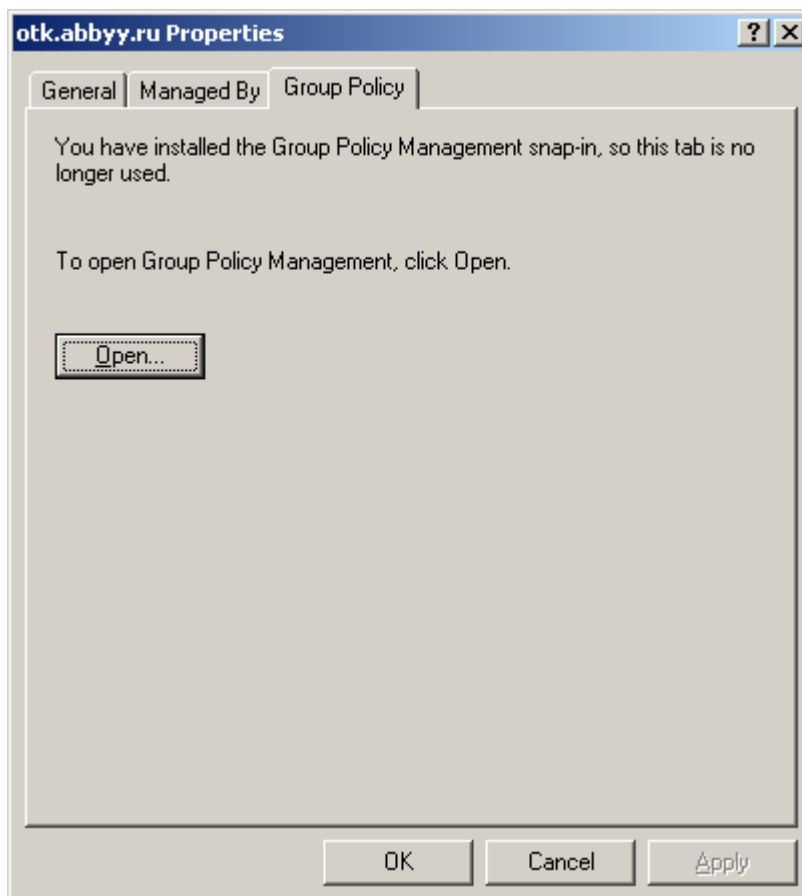 otk.abbyy.ru Properties
General
Managed By
Group Policy
You have installed the Group Policy Management snap-in, so this tab is no
longer used.
To open Group Policy Management, click Open.
Open...
OK
Cancel
Apply